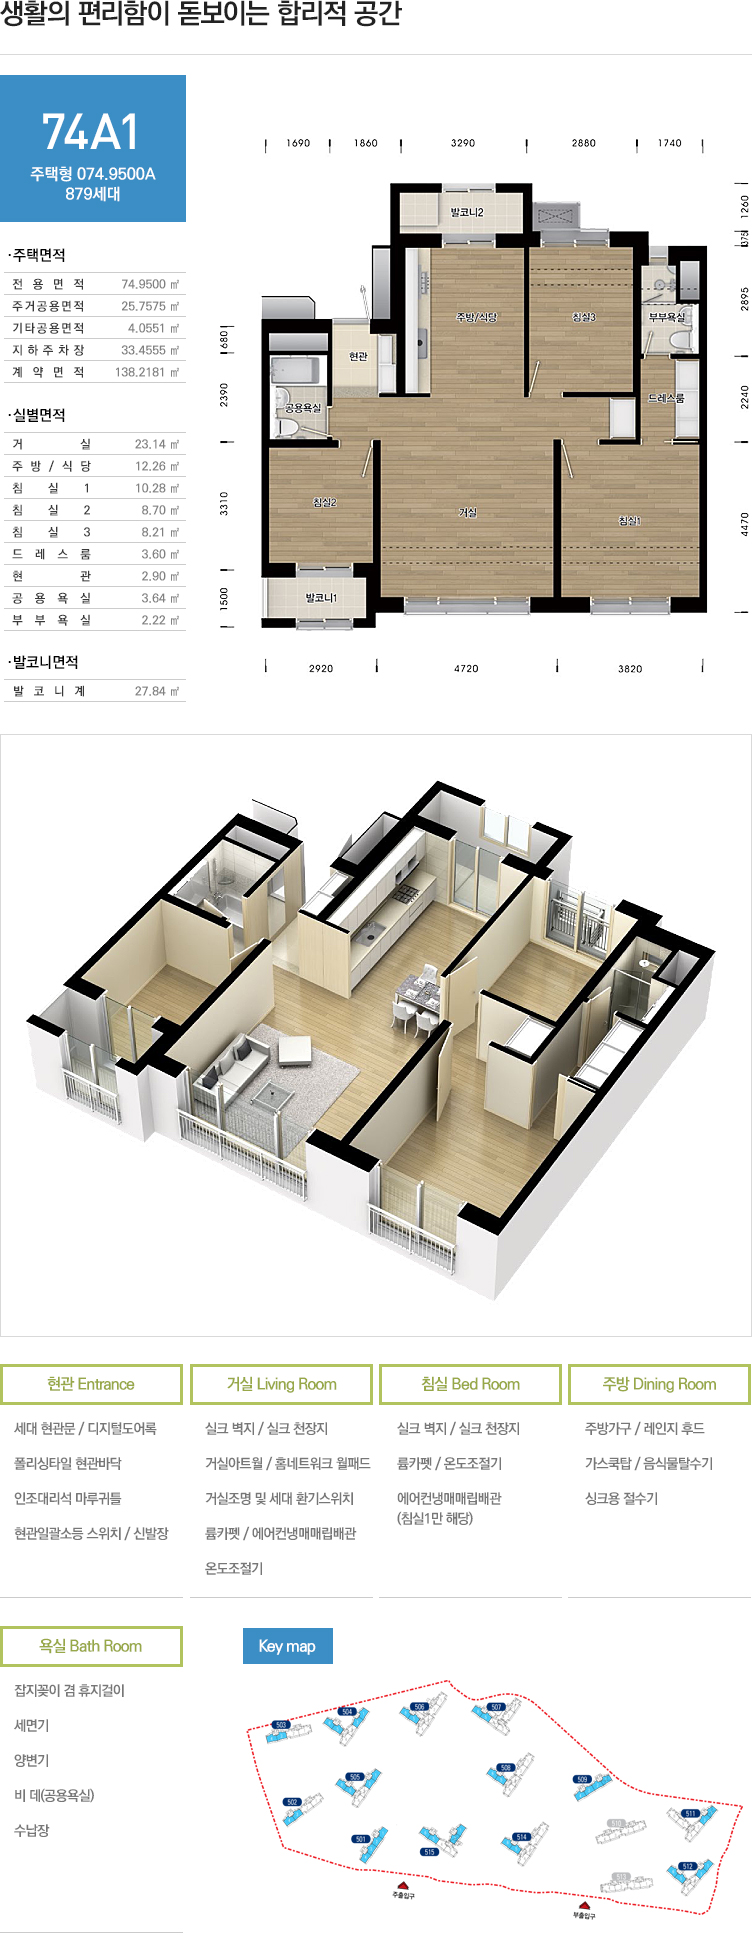 생활의 편리함이 돋보이는 합리적 공간
74A1
주택형 074.9500A
879세대
·주택면적
전용면적 74.9500 ㎡
주거공용면적 25.7575 ㎡
기타공용면적 4.0551 ㎡
지하주차장 33.4555 ㎡
계약면적 138.2181 ㎡
·실별면적
거실 23.14 ㎡
주방/식당 12.26 ㎡
침실1 10.28 ㎡
침실2 8.70 ㎡
침실3 8.21 ㎡
드레스룸 3.60 ㎡
현관 2.90 ㎡
공용욕실 3.64 ㎡
부부욕실 2.22 ㎡
·발코니면적
발코니계 27.84 ㎡
1690 1860 3290 2880 1740
1260
375
2895
2240
4470
680
2390
3310
1500
발코니2
주방/식당
침실3
부부욕실
현관
공용욕실
드레스룸
침실2
거실
침실1
발코니1
2920 4720 3820
현관 Entrance
세대 현관문 / 디지털도어록
폴리싱타일 현관바닥
인조대리석 마루귀틀
현관일괄소등 스위치 / 신발장
거실 Living Room
실크 벽지 / 실크 천장지
거실아트월 / 홈네트워크 월패드
거실조명 및 세대 환기스위치
륨카펫 / 에어컨냉매매립배관
온도조절기
침실 Bed Room
실크 벽지 / 실크 천장지
륨카펫 / 온도조절기
에어컨냉매매립배관
(침실1만 해당)
주방 Dining Room
주방가구 / 레인지 후드
가스쿡탑 / 음식물탈수기
싱크용 절수기
욕실 Bath Room
잡지꽂이 겸 휴지걸이
세면기
양변기
비 데(공용욕실)
수납장
Key map
503 504 506 507
505 508 509
502 510 511
501 515 514
513 512
주출입구
부출입구